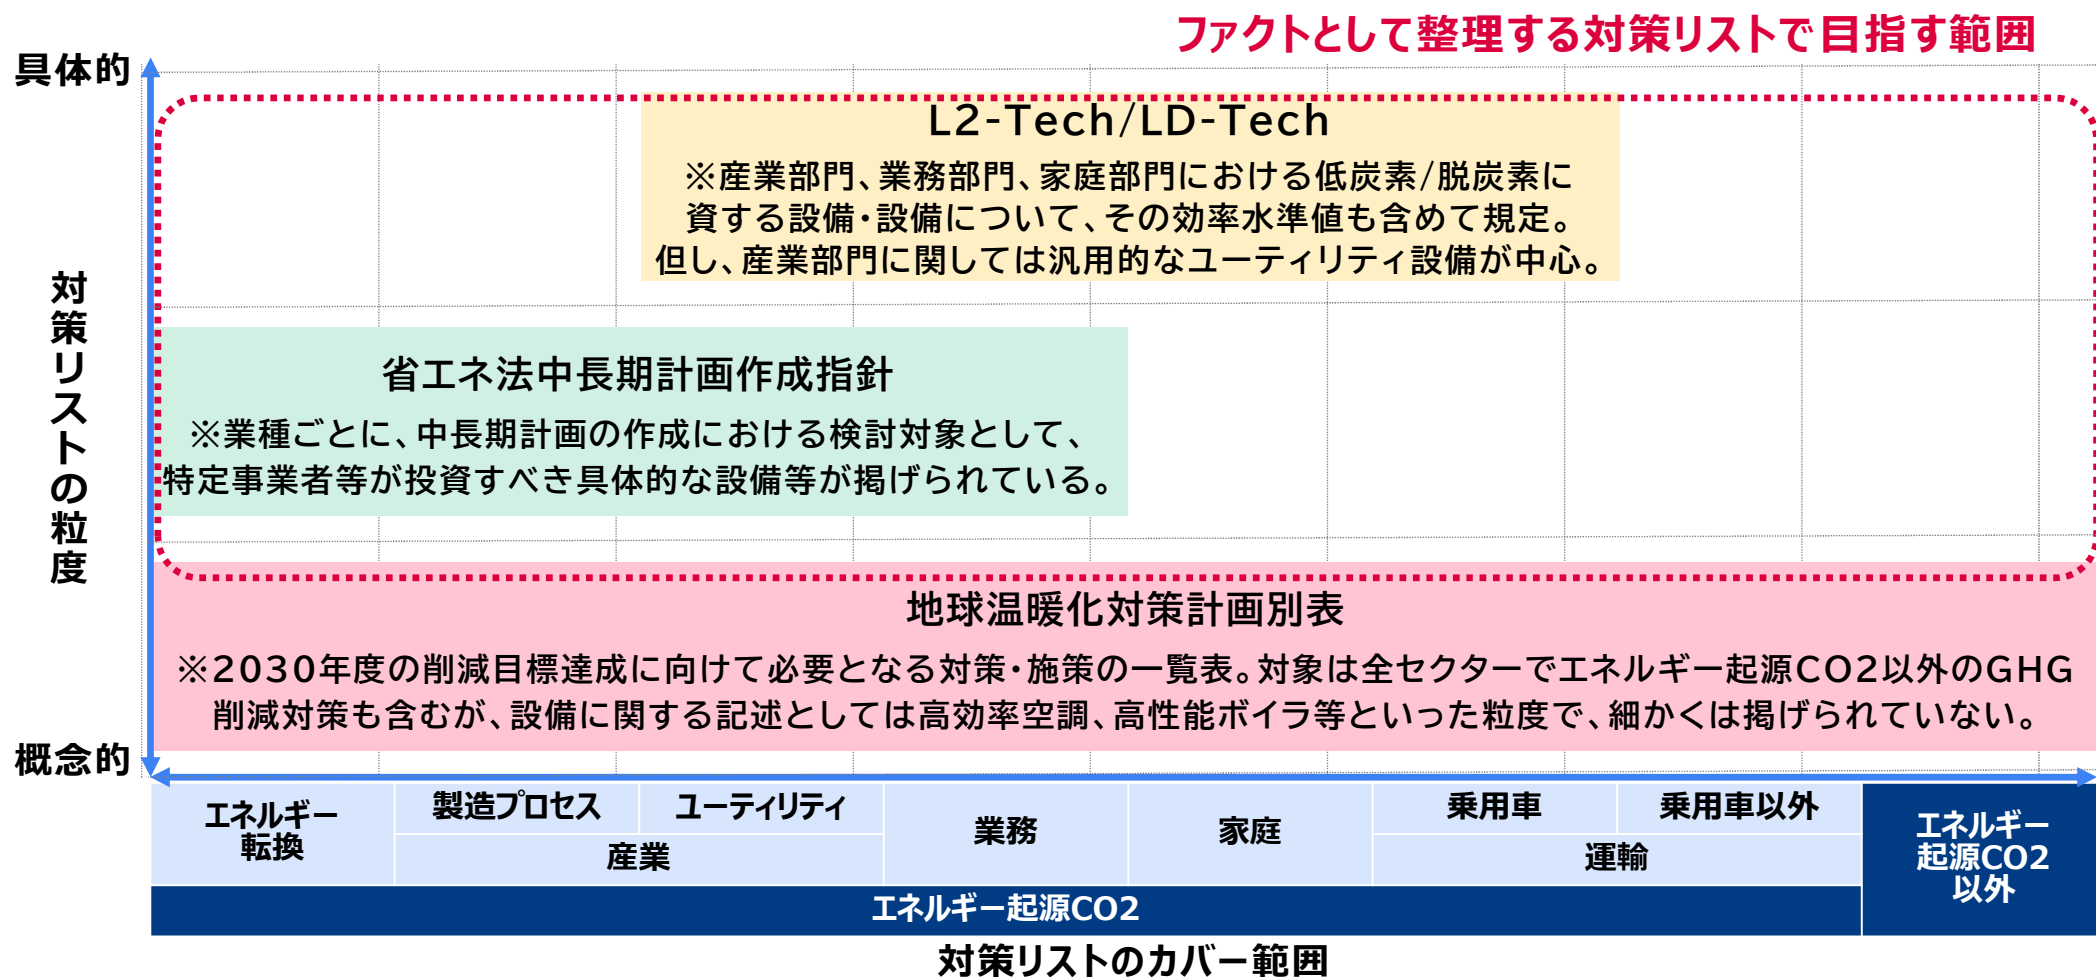 ファクトとして整理する対策リストで目指す範囲
具体的
L2-Tech/LD-Tech
※産業部門、業務部門、家庭部門における低炭素/脱炭素に
資する設備・設備について、その効率水準値も含めて規定。
但し、産業部門に関しては汎用的なユーティリティ設備が中心。
対策リストの粒度
省エネ法中長期計画作成指針
※業種ごとに、中長期計画の作成における検討対象として、
特定事業者等が投資すべき具体的な設備等が掲げられている。
地球温暖化対策計画別表
※2030年度の削減目標達成に向けて必要となる対策・施策の一覧表。対象は全セクターでエネルギー起源CO2以外のGHG
削減対策も含むが、設備に関する記述としては高効率空調、高性能ボイラ等といった粒度で、細かくは掲げられていない。
概念的
エネルギー
転換
製造プロセス
ユーティリティ
産業
業務
家庭
乗用車
乗用車以外
運輸
エネルギー
起源CO2
以外
エネルギー起源CO2
対策リストのカバー範囲